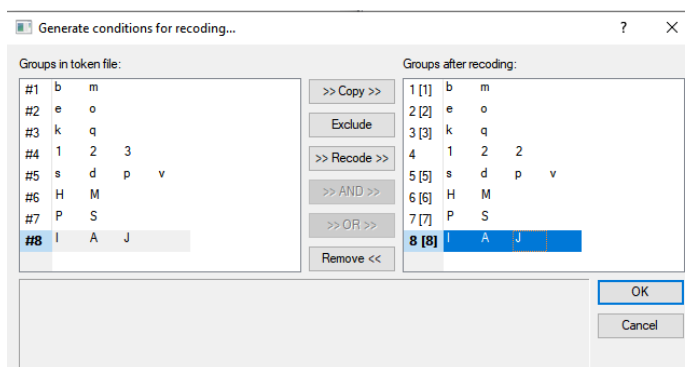 Generate conditions for recoding... ? X
Groups in token file: Groups after recoding:
#1 b m >> Copy >> 1 [1] b m
#2 e o Exclude 2 [2] e o
#3 k q 3 [3] k q
#4 1 2 3 >> Recode >> 4 1 2 2
#5 s d p v 5 [5] s d p v
#6 H M >> AND >> 6 [6] H M
#7 P S >> OR >> 7 [7] P S
#8 I A J Remove << 8 [8] I A J
OK
Cancel